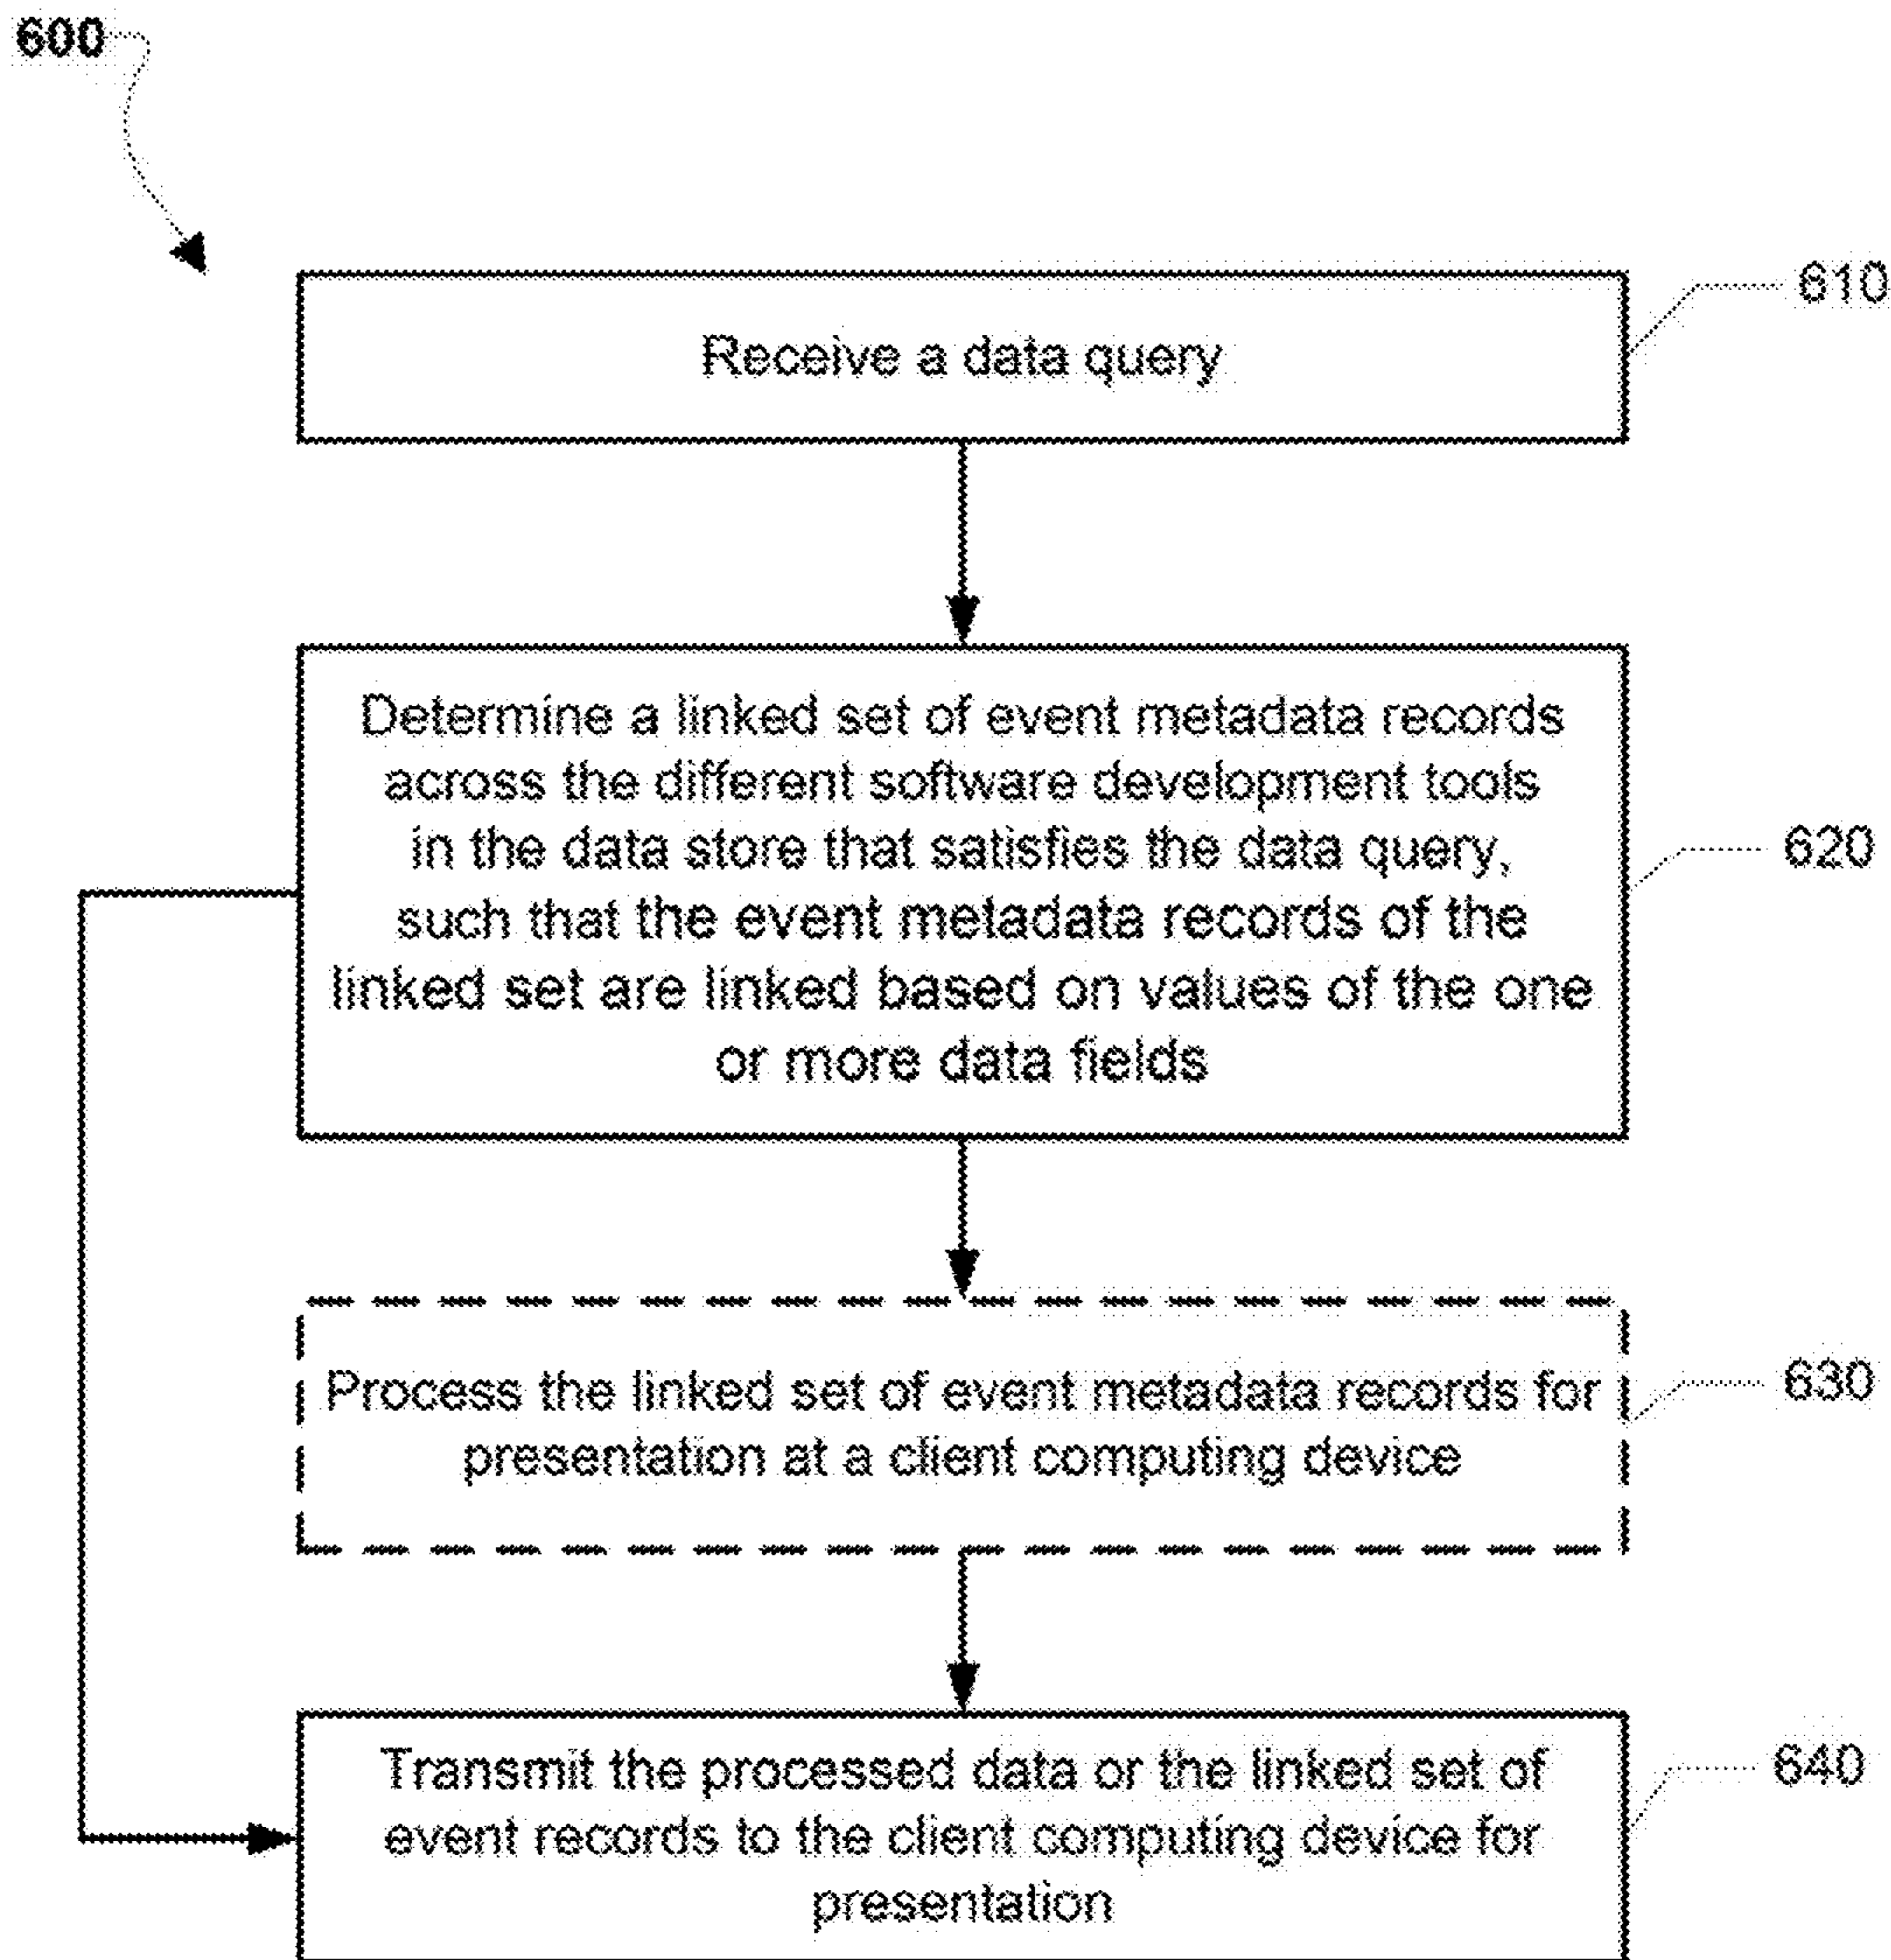 600
610
Receive a data query
Determine a linked set of event metadata records
across the different software development tools
in the data store that satisfies the data query,
620
such that the event metadata records of the
linked set are linked based on values of the one
or more data fields
630
Process the linked set of event metadata records for
presentation at a client computing device
640
Transmit the processed data or the linked set of
event records to the client computing device for
presentation